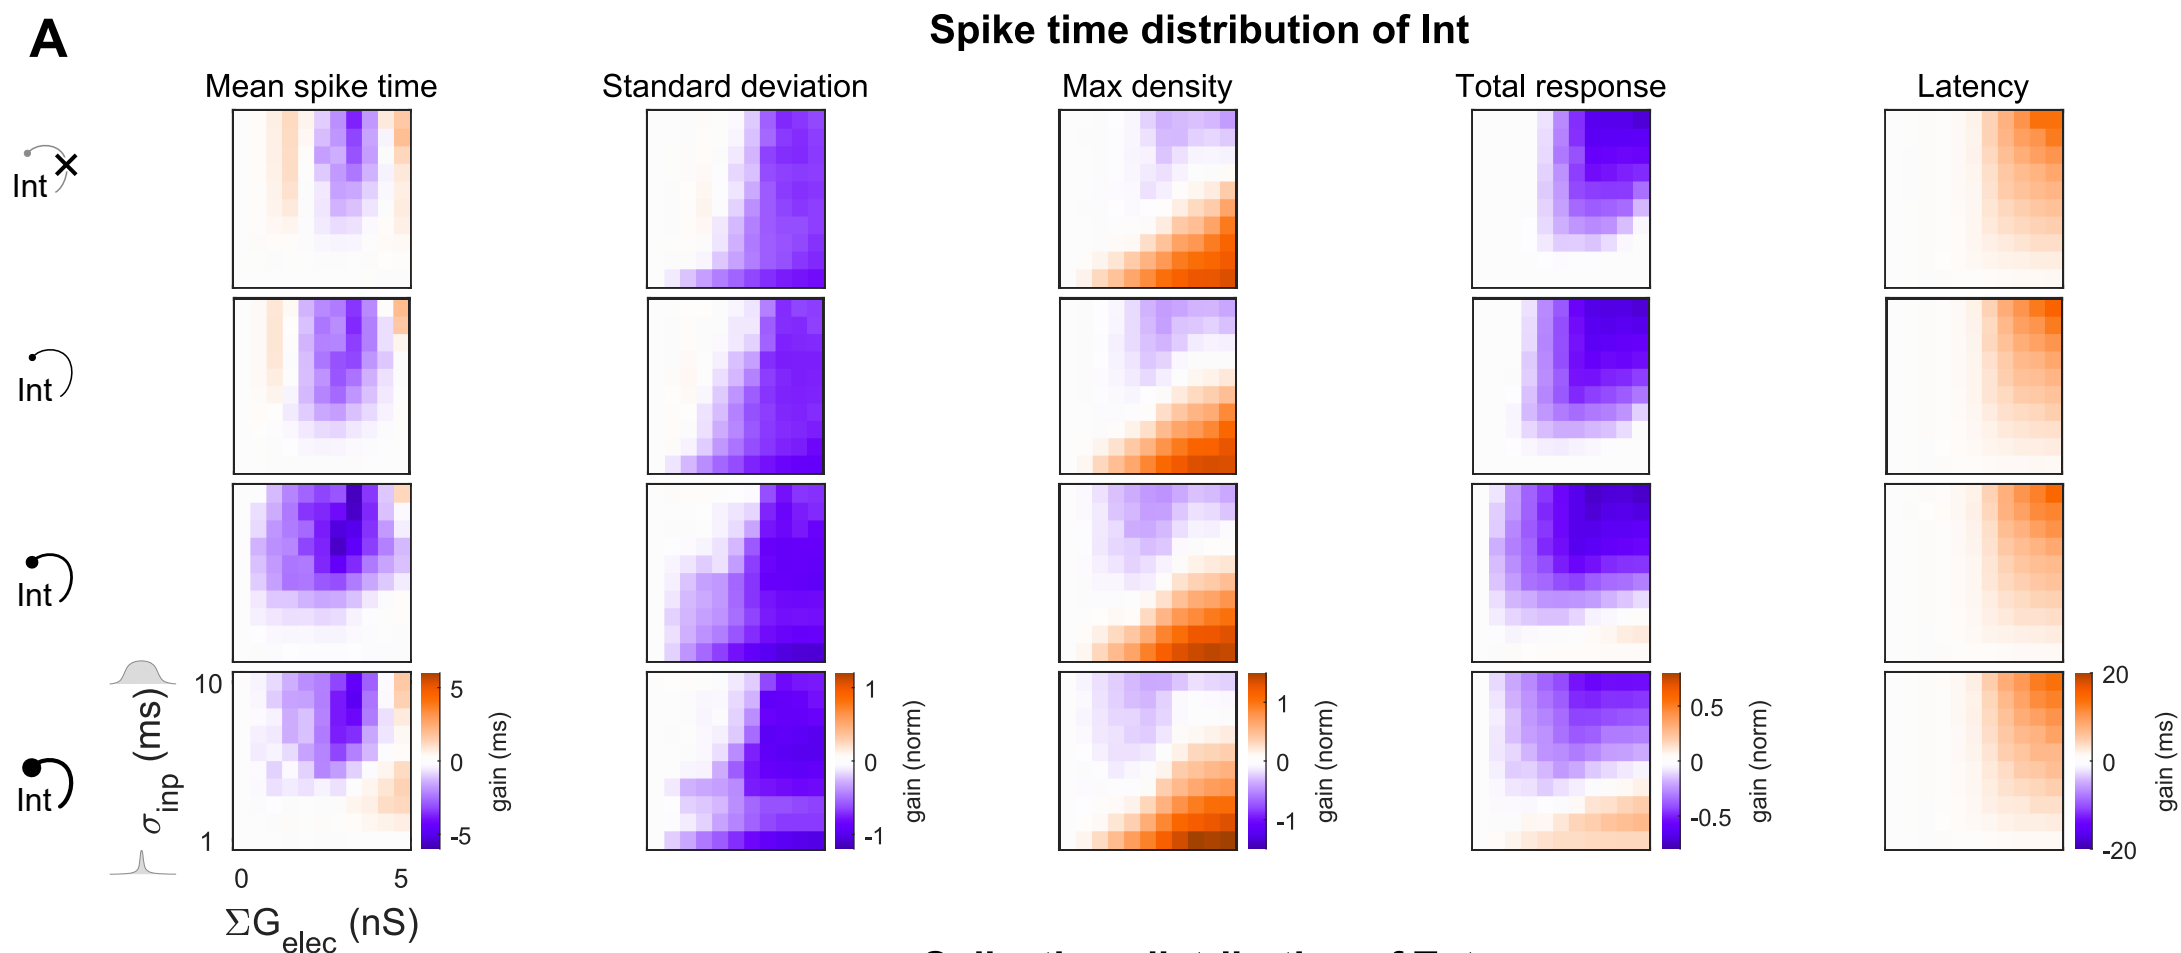 A
Spike time distribution of Int
Mean spike time
Standard deviation
Max density
Total response
Latency
Int
Int
Int
Int
σinp (ms)
10
1
0
5
ΣGelec (nS)
5
0
-5
gain (ms)
1
0
-1
gain (norm)
1
0
-1
gain (norm)
0.5
0
-0.5
gain (norm)
20
0
-20
gain (ms)